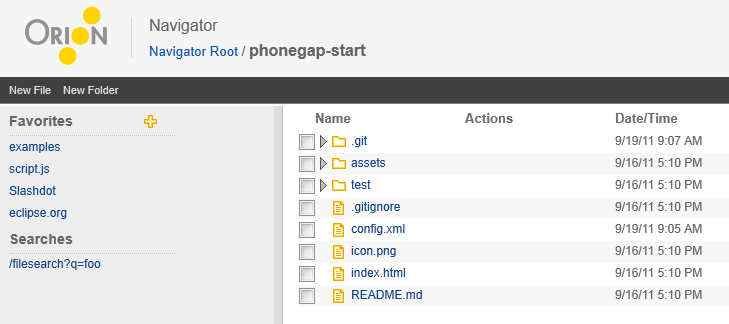 ORION
Navigator
Navigator Root / phonegap-start
New File New Folder
Favorites
examples
script.js
Slashdot
eclipse.org
Searches
/filesearch?q=foo
Name Actions Date/Time
.git 9/19/11 9:07 AM
assets 9/16/11 5:10 PM
test 9/16/11 5:10 PM
.gitignore 9/16/11 5:10 PM
config.xml 9/19/11 9:05 AM
icon.png 9/16/11 5:10 PM
index.html 9/16/11 5:10 PM
README.md 9/16/11 5:10 PM